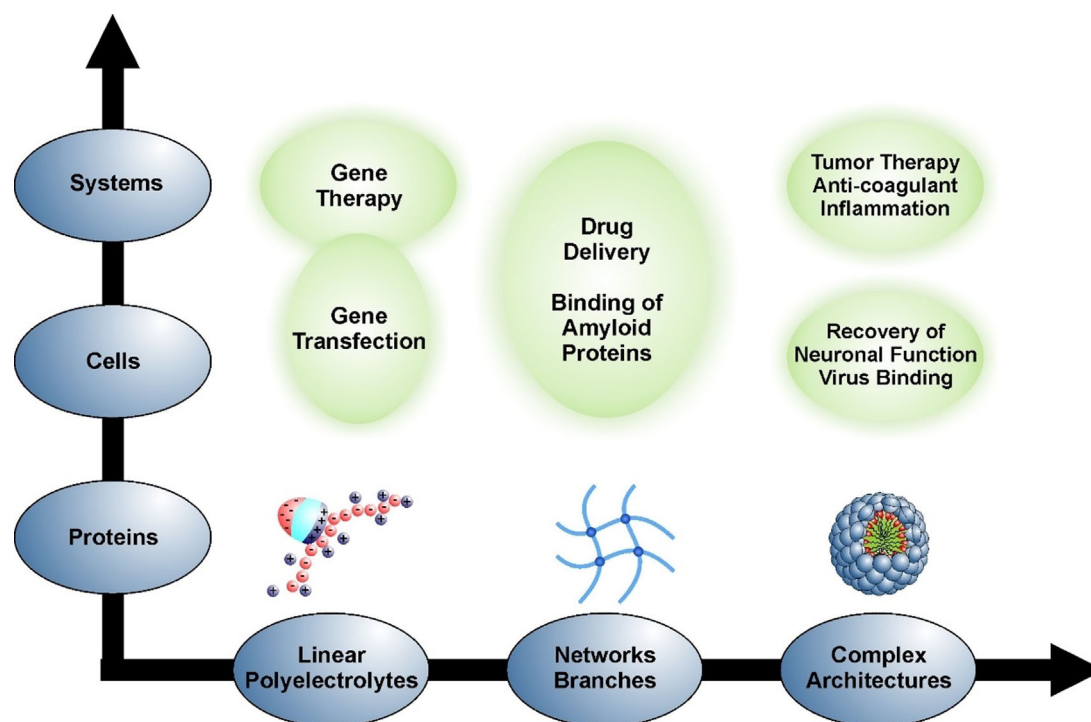 Systems
Gene
Therapy
Drug
Delivery
Binding of
Amyloid
Proteins
Tumor Therapy
Anti-coagulant
Inflammation
Cells
Gene
Transfection
Recovery of
Neuronal Function
Virus Binding
Proteins
Linear
Polyelectrolytes
Networks
Branches
Complex
Architectures